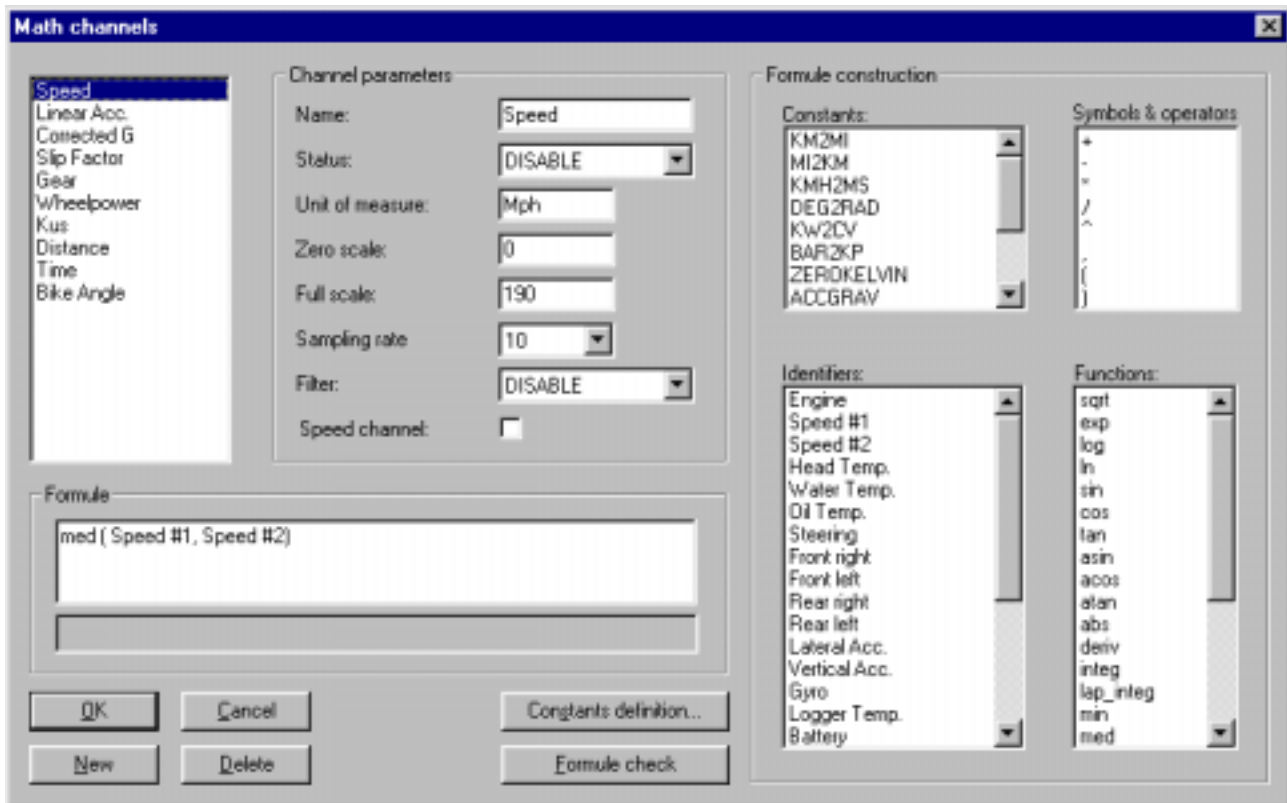 Math channels
Speed
Linear Acc.
Corrected G
Slip Factor
Gear
Wheelpower
Kus
Distance
Time
Bike Angle
Channel parameters
Name: Speed
Status: DISABLE
Unit of measure: Mph
Zero scale: 0
Full scale: 190
Sampling rate 10
Filter: DISABLE
Speed channel:
Formule
med ( Speed #1, Speed #2)
OK Cancel
New Delete
Constants definition...
Formule check
Formule construction
Constants:
KM2MI
MI2KM
KMH2MS
DEG2RAD
KW2CV
BAR2KP
ZEROKELVIN
ACCGRAV
Symbols & operators
+
-
*
/
^
,
(
)
Identifiers:
Engine
Speed #1
Speed #2
Head Temp.
Water Temp.
Oil Temp.
Steering
Front right
Front left
Rear right
Rear left
Lateral Acc.
Vertical Acc.
Gyro
Logger Temp.
Battery
Functions:
sqrt
exp
log
ln
sin
cos
tan
asin
acos
atan
abs
deriv
integ
lap_integ
min
med